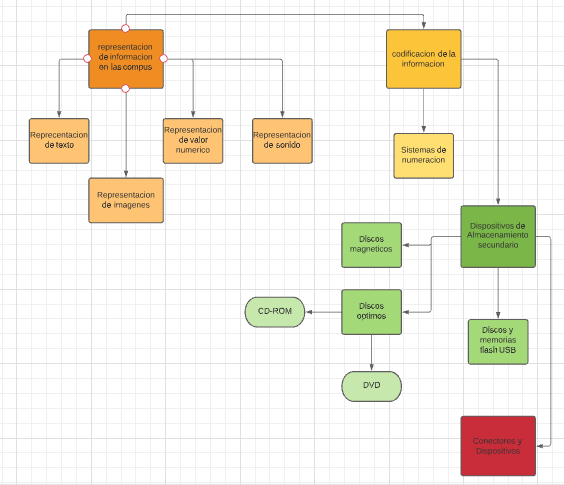 representacion
de informacion
en las compus
codificacion de la
informacion
Reprecentacion
de texto
Representacion
de valor
numerico
Representacion
de sonido
Sistemas de
numeracion
Representacion
de imagenes
Dispositivos de
Almacenamiento
secundario
Discos
magneticos
CD-ROM
Discos
optimos
Discos y
memorias
flash USB
DVD
Conectores y
Dispositivos